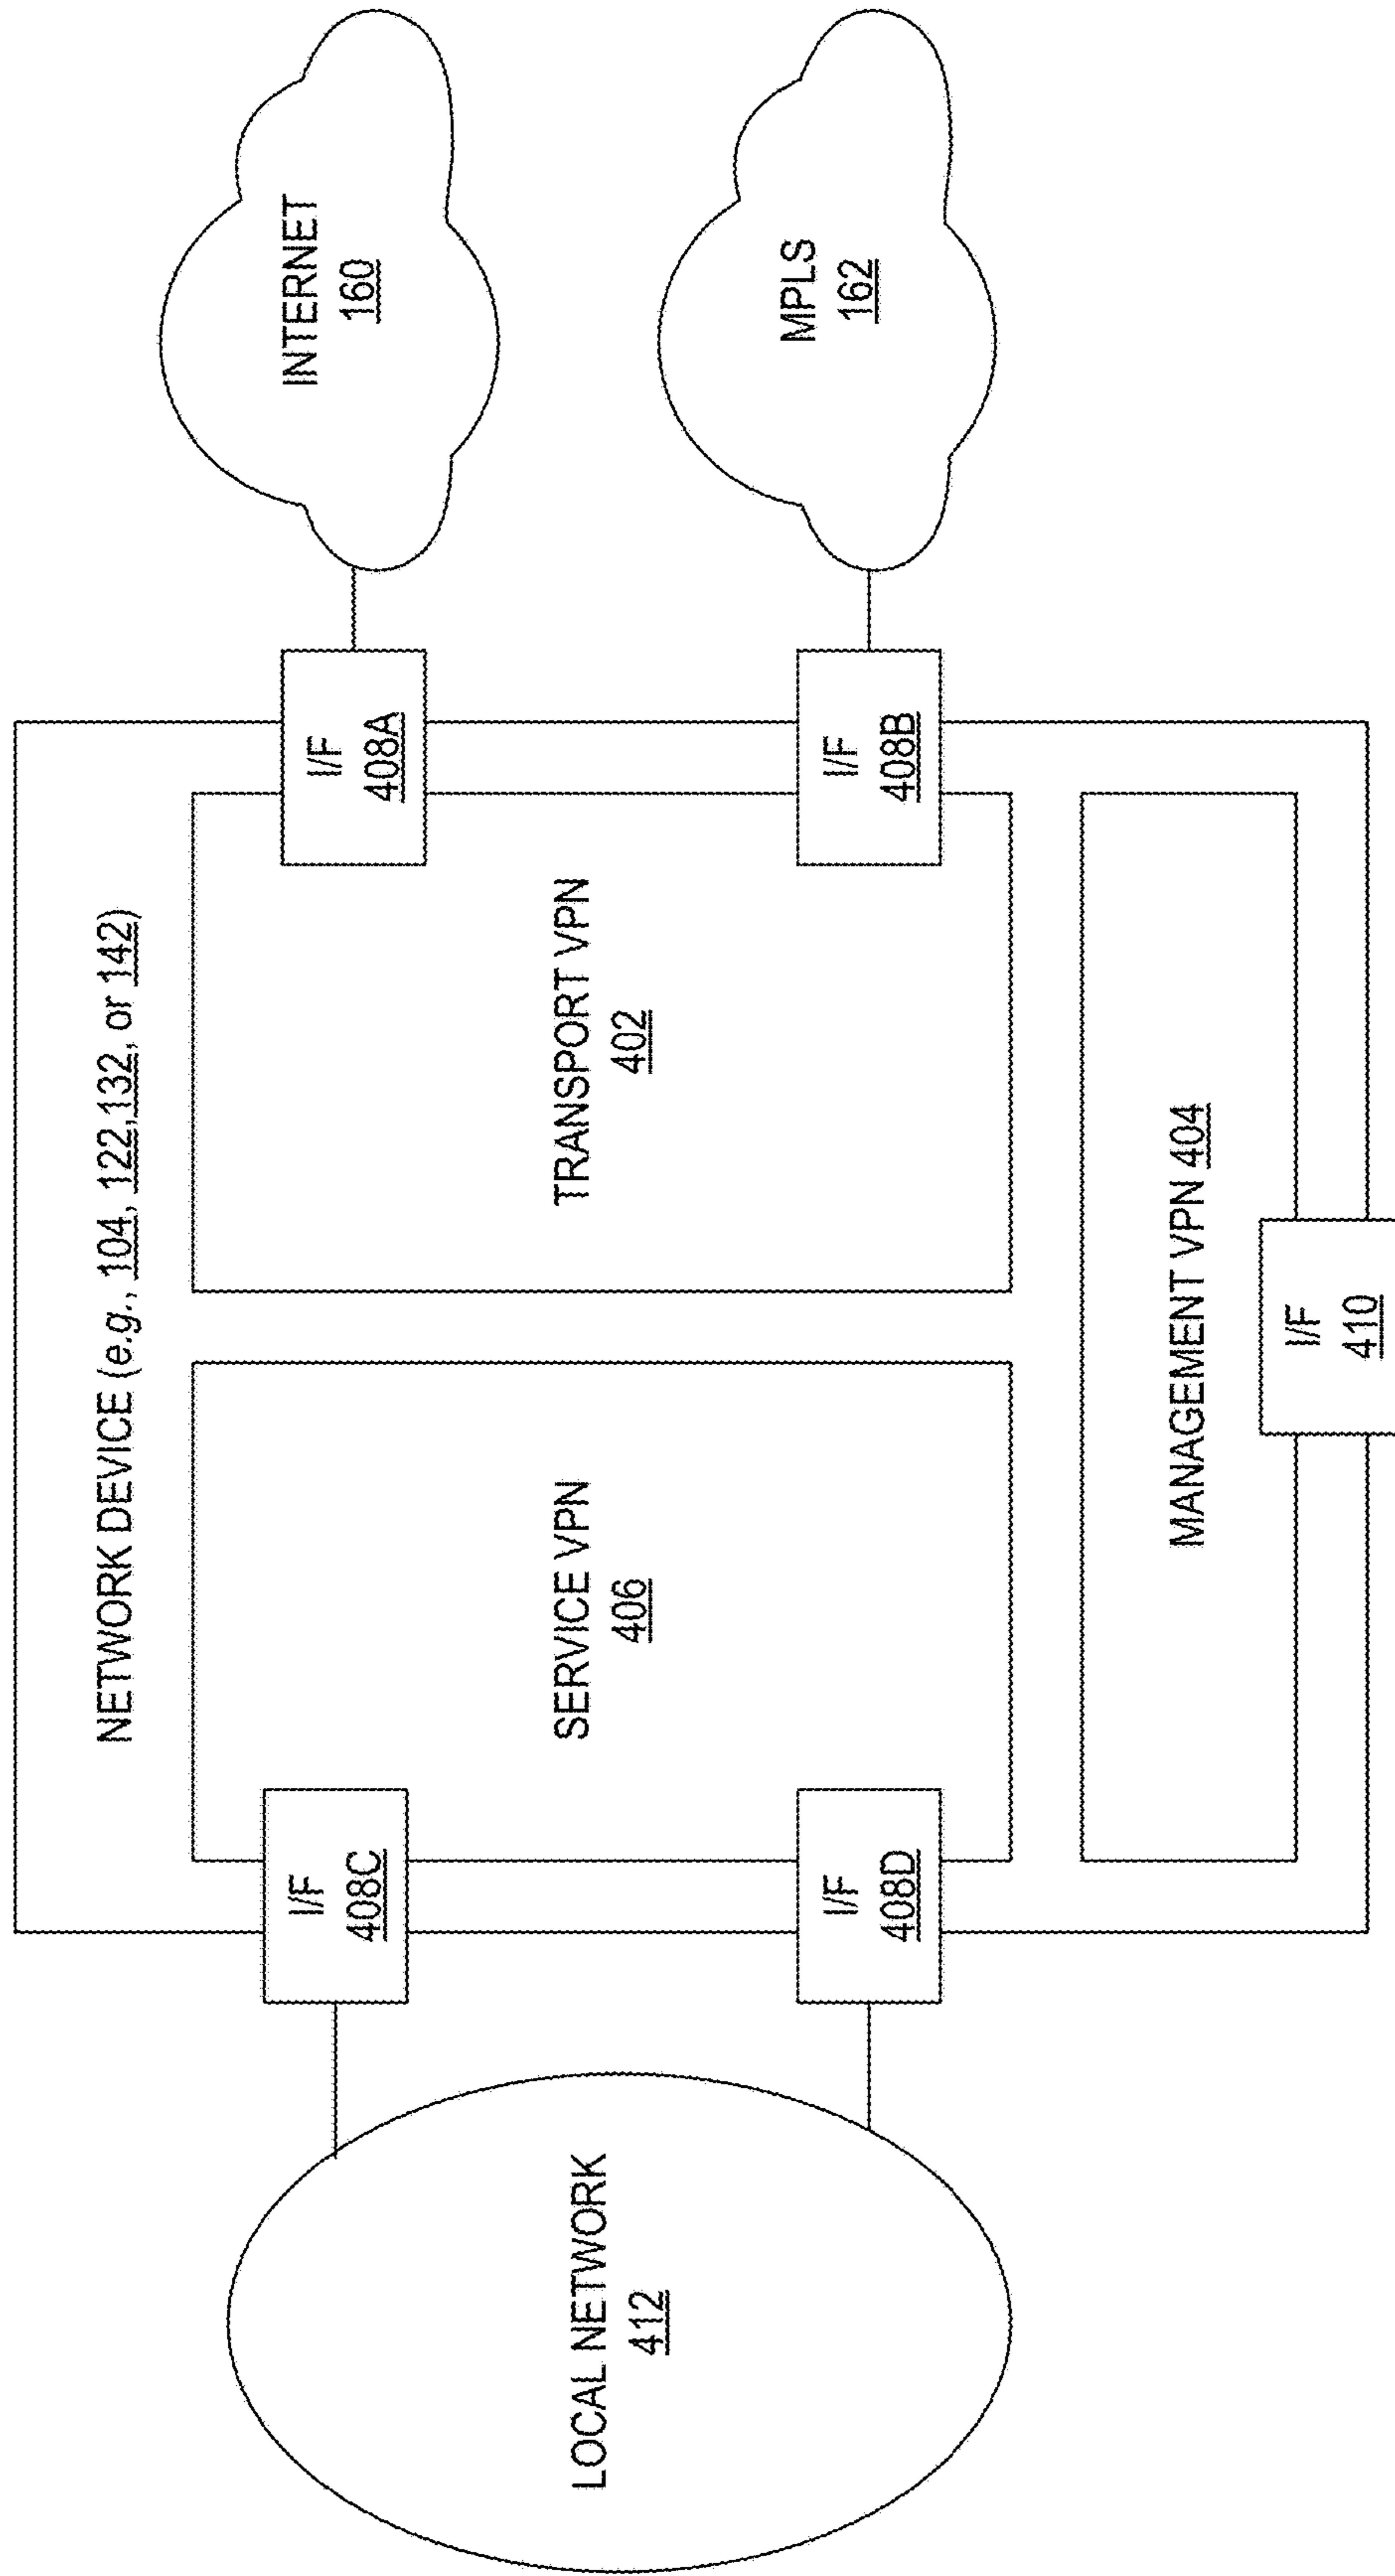 NETWORK DEVICE (e.g., 104, 122,132, or 142)
LOCAL NETWORK
412
I/F
408C
I/F
408D
SERVICE VPN
406
TRANSPORT VPN
402
I/F
408A
I/F
408B
INTERNET
160
MPLS
162
MANAGEMENT VPN 404
I/F
410